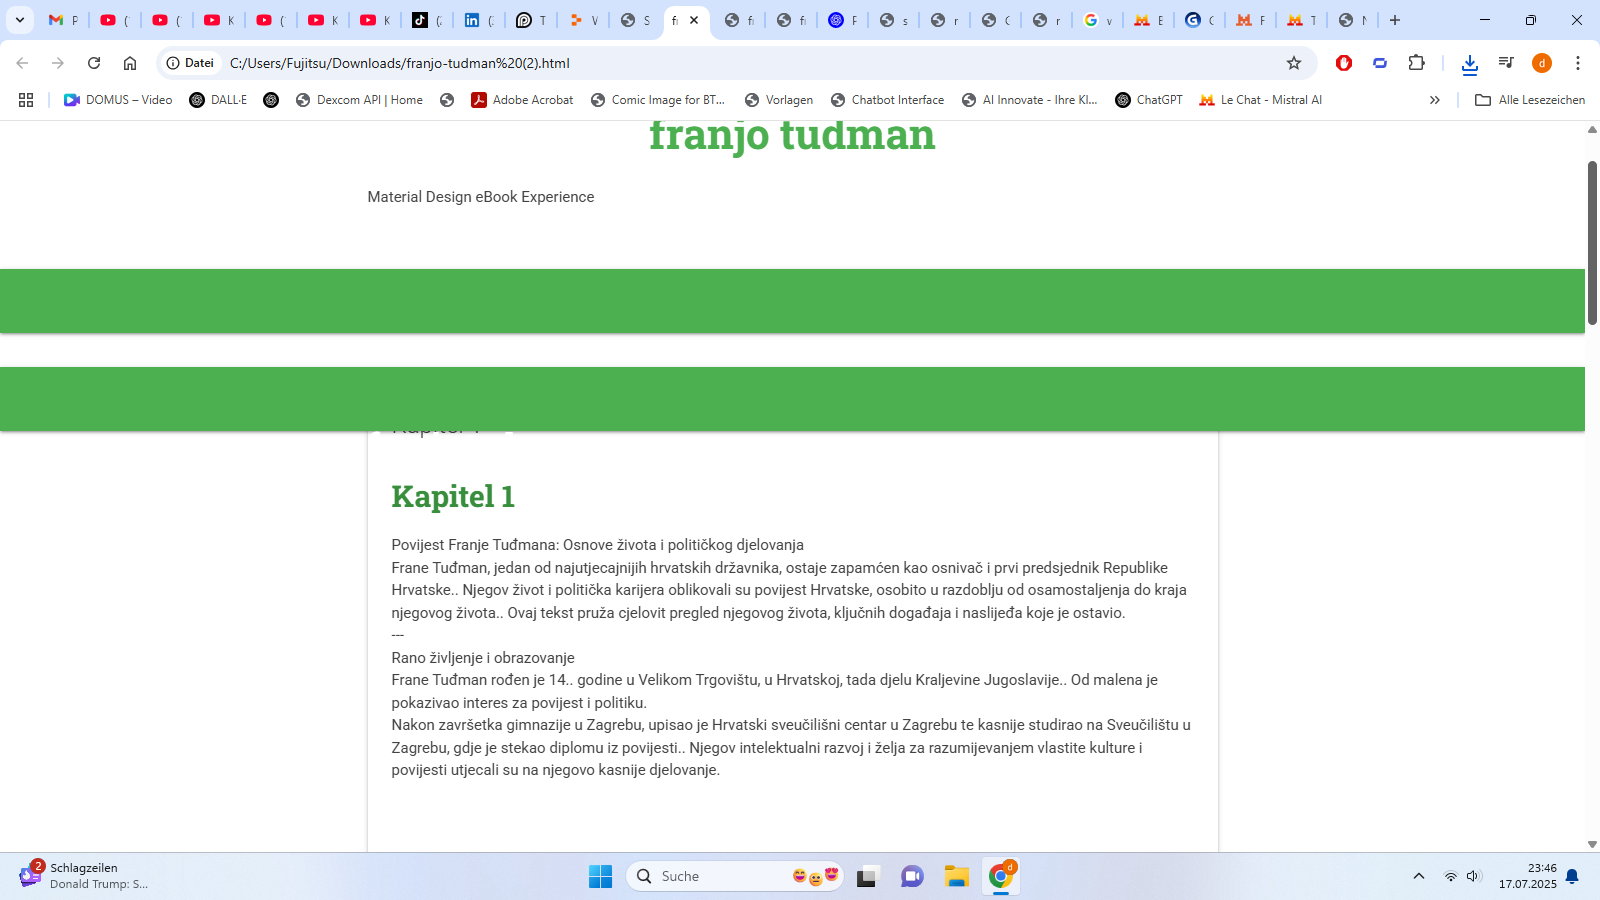 P
(
(
K
(
K
K
(
(
T
V
S
f
f
f
F
s
r
C
r
v
E
C
F
T
N
Datei
C:/Users/Fujitsu/Downloads/franjo-tudman%20(2).html
d
DOMUS – Video
DALL·E
Dexcom API | Home
Adobe Acrobat
Comic Image for BT...
Vorlagen
Chatbot Interface
AI Innovate - Ihre KI...
ChatGPT
Le Chat - Mistral AI
»
Alle Lesezeichen
franjo tudman
Material Design eBook Experience
Kapitel 1
Povijest Franje Tuđmana: Osnove života i političkog djelovanja
Frane Tuđman, jedan od najutjecajnijih hrvatskih državnika, ostaje zapamćen kao osnivač i prvi predsjednik Republike
Hrvatske.. Njegov život i politička karijera oblikovali su povijest Hrvatske, osobito u razdoblju od osamostaljenja do kraja
njegovog života.. Ovaj tekst pruža cjelovit pregled njegovog života, ključnih događaja i naslijeđa koje je ostavio.
---
Rano življenje i obrazovanje
Frane Tuđman rođen je 14.. godine u Velikom Trgovištu, u Hrvatskoj, tada djelu Kraljevine Jugoslavije.. Od malena je
pokazivao interes za povijest i politiku.
Nakon završetka gimnazije u Zagrebu, upisao je Hrvatski sveučilišni centar u Zagrebu te kasnije studirao na Sveučilištu u
Zagrebu, gdje je stekao diplomu iz povijesti.. Njegov intelektualni razvoj i želja za razumijevanjem vlastite kulture i
povijesti utjecali su na njegovo kasnije djelovanje.
2
Schlagzeilen
Donald Trump: S...
Suche
d
23:46
17.07.2025